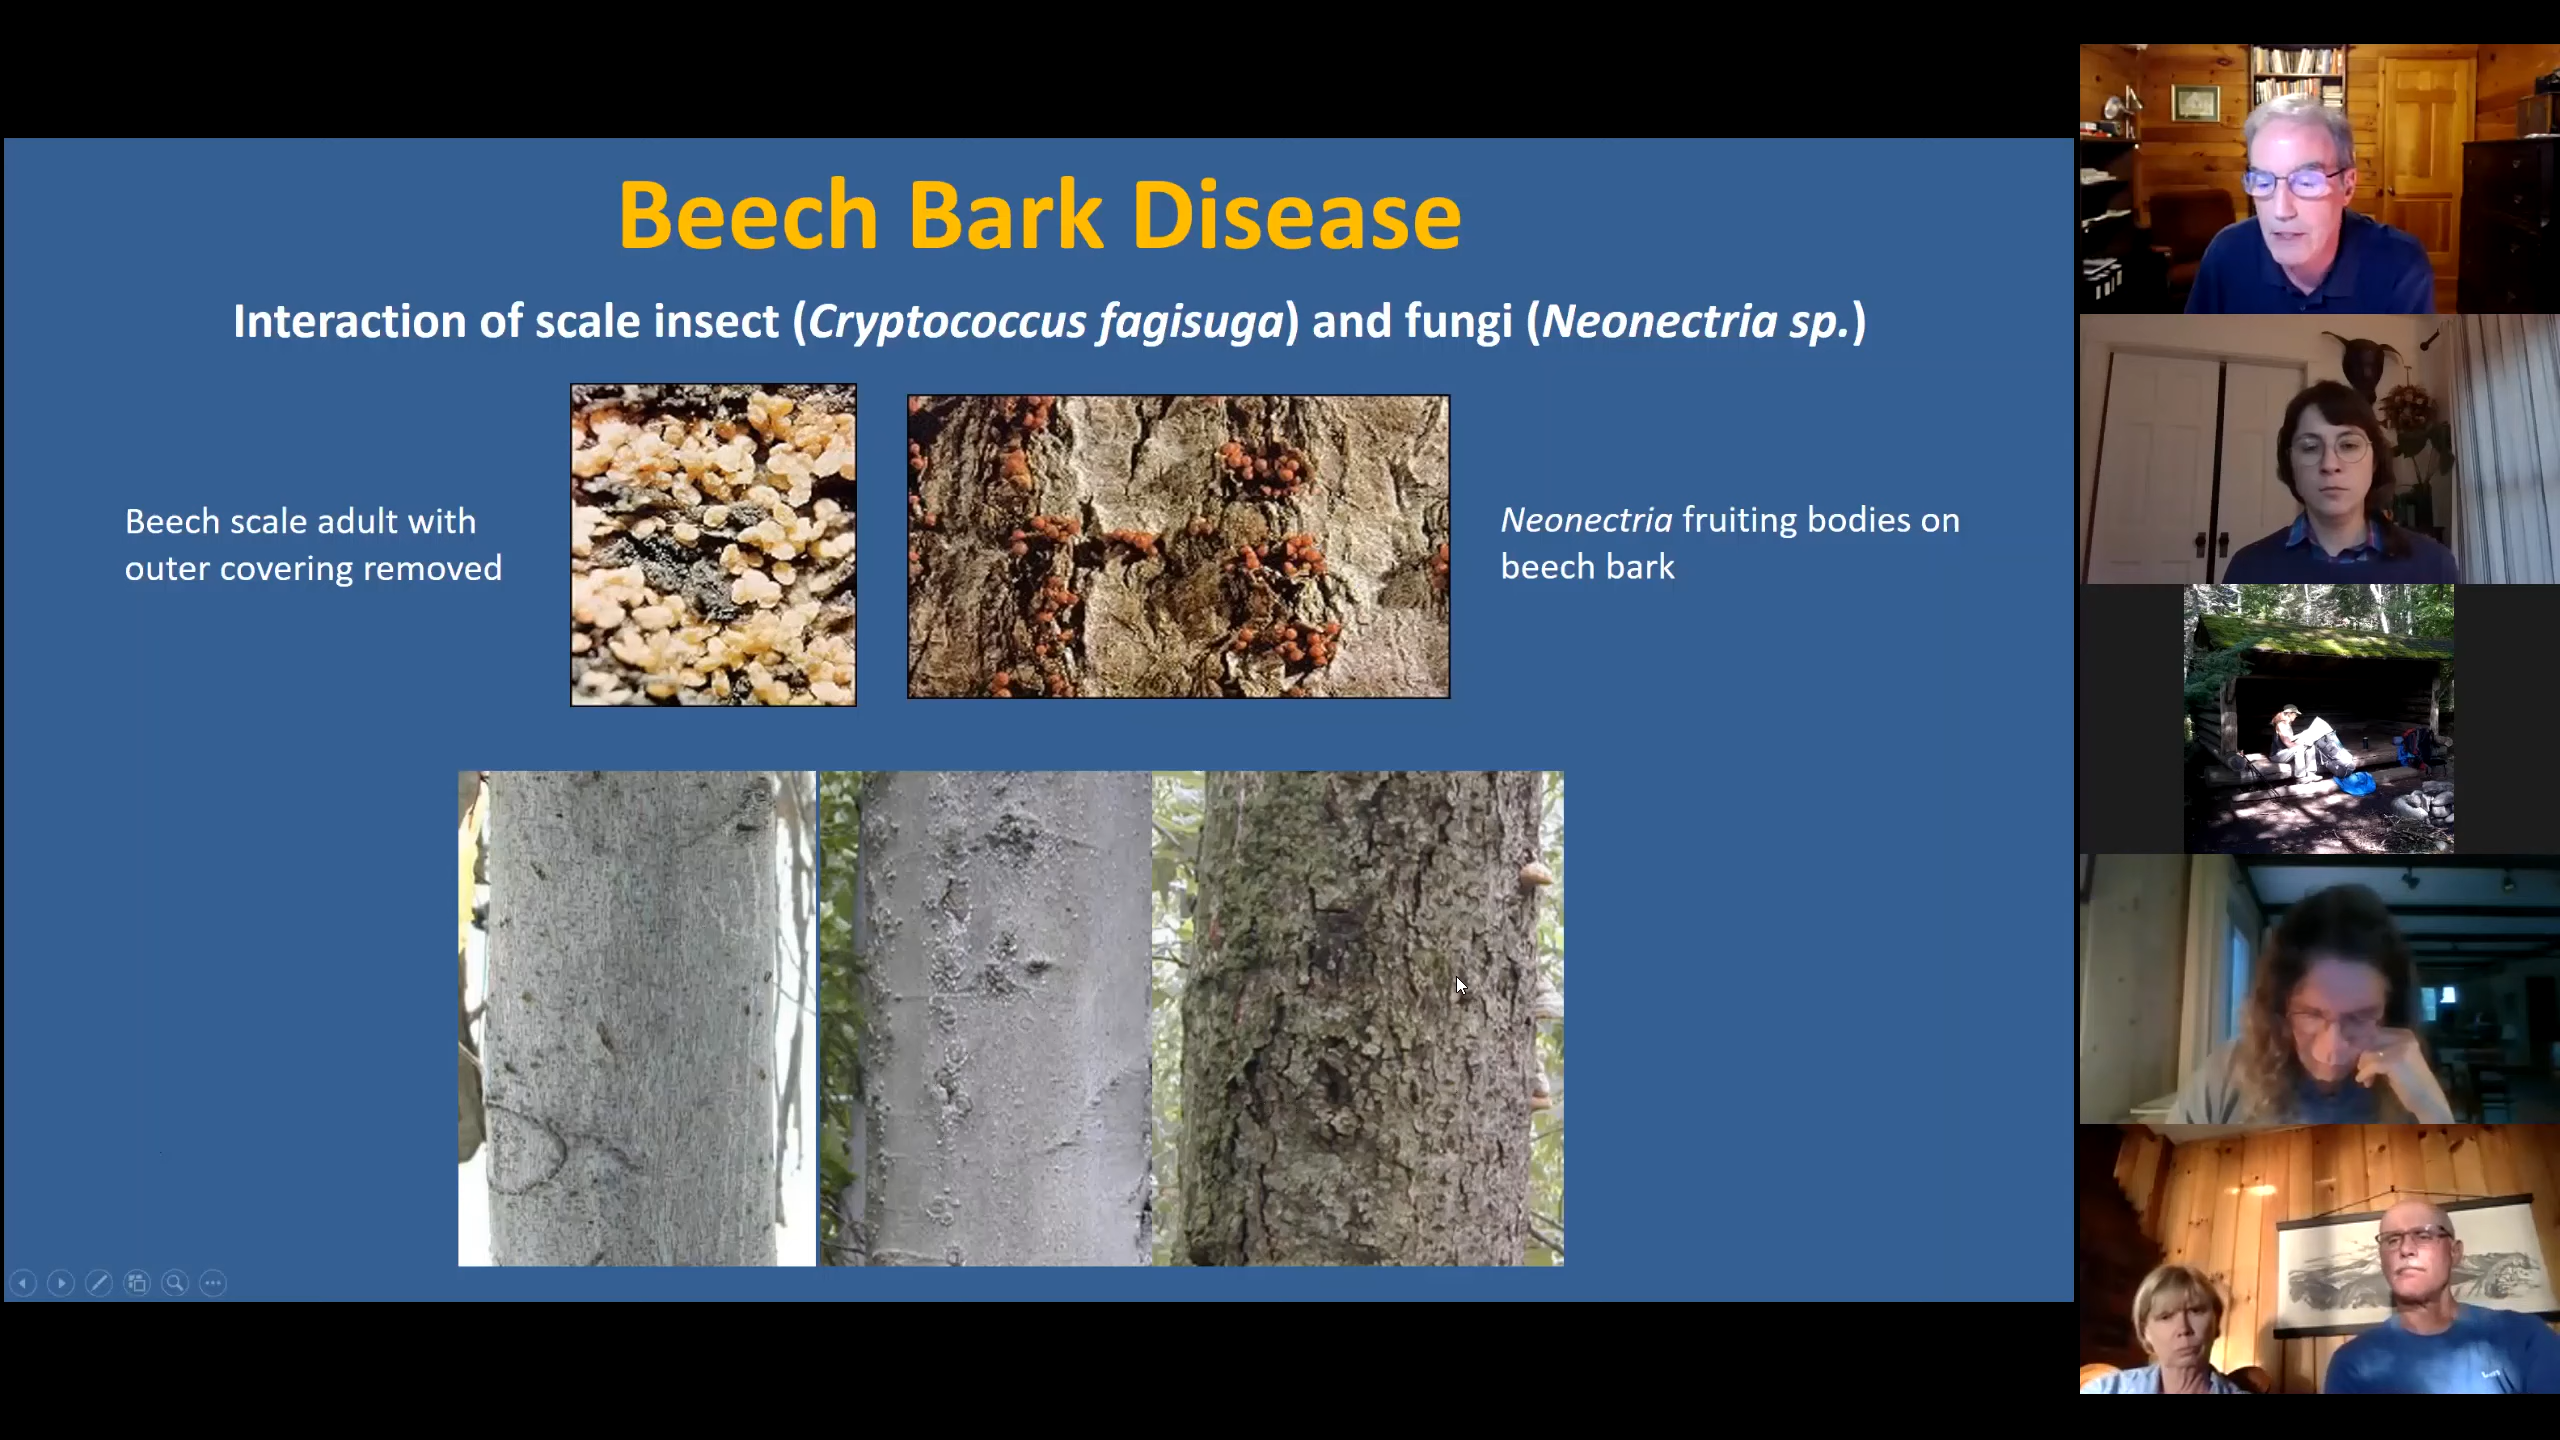 Beech Bark Disease
Interaction of scale insect (Cryptococcus fagisuga) and fungi (Neonectria sp.)
Beech scale adult with
outer covering removed
Neonectria fruiting bodies on
beech bark